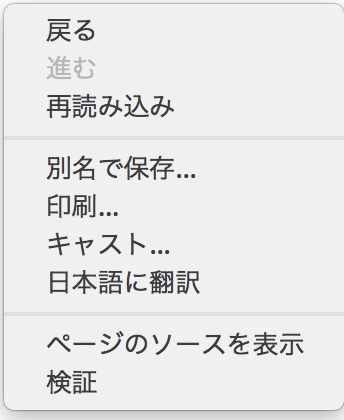 戻る
進む
再読み込み
別名で保存...
印刷...
キャスト...
日本語に翻訳
ページのソースを表示
検証